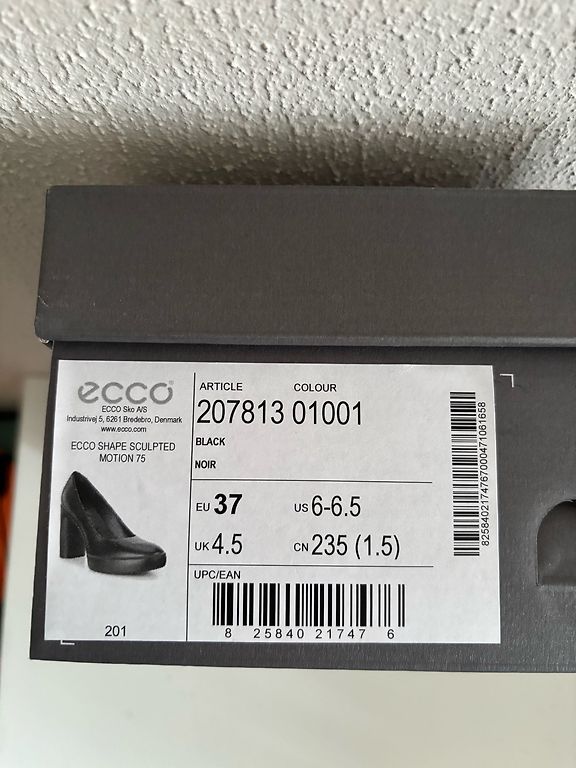 ecco®
ECCO Sko A/S
Industrivej 5, 6261 Bredebro, Denmark
www.ecco.com
ECCO SHAPE SCULPTED
MOTION 75
201
ARTICLE COLOUR
207813 01001
BLACK
NOIR
EU 37 US 6-6.5
UK 4.5 CN 235 (1.5)
UPC/EAN
8 25840 21747 6
825840217476700047106165​8